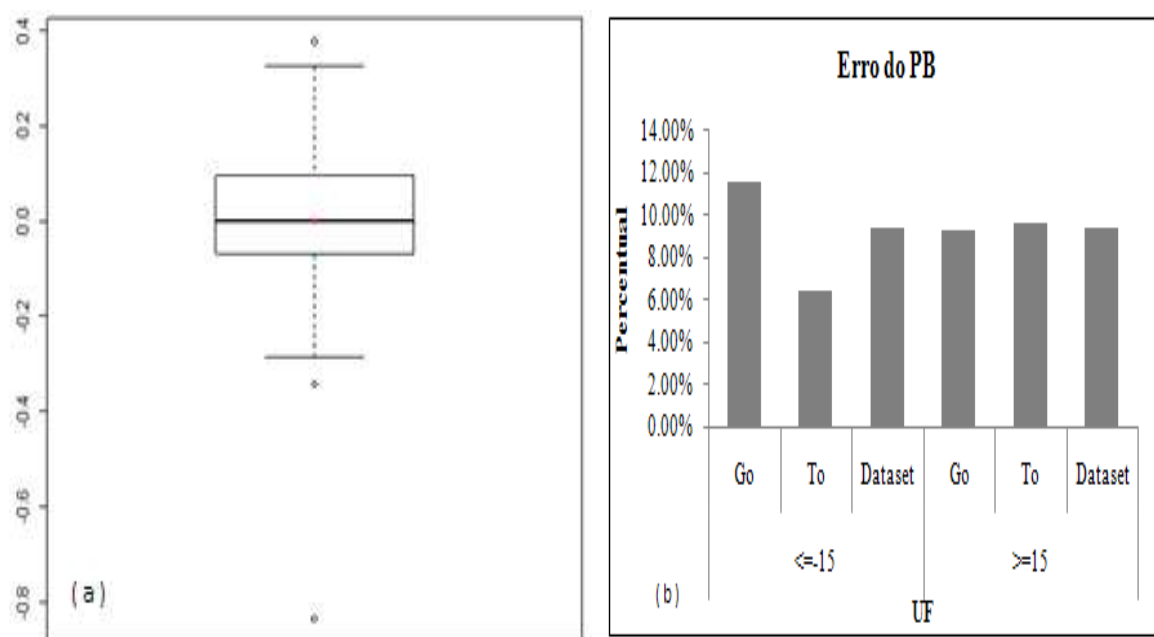 0.4
0.2
0.0
-0.2
-0.4
-0.6
-0.8
(a)
Erro do PB
Percentual
14.00%
12.00%
10.00%
8.00%
6.00%
4.00%
2.00%
0.00%
Go To Dataset Go To Dataset
<=-15 >=15
(b)
UF